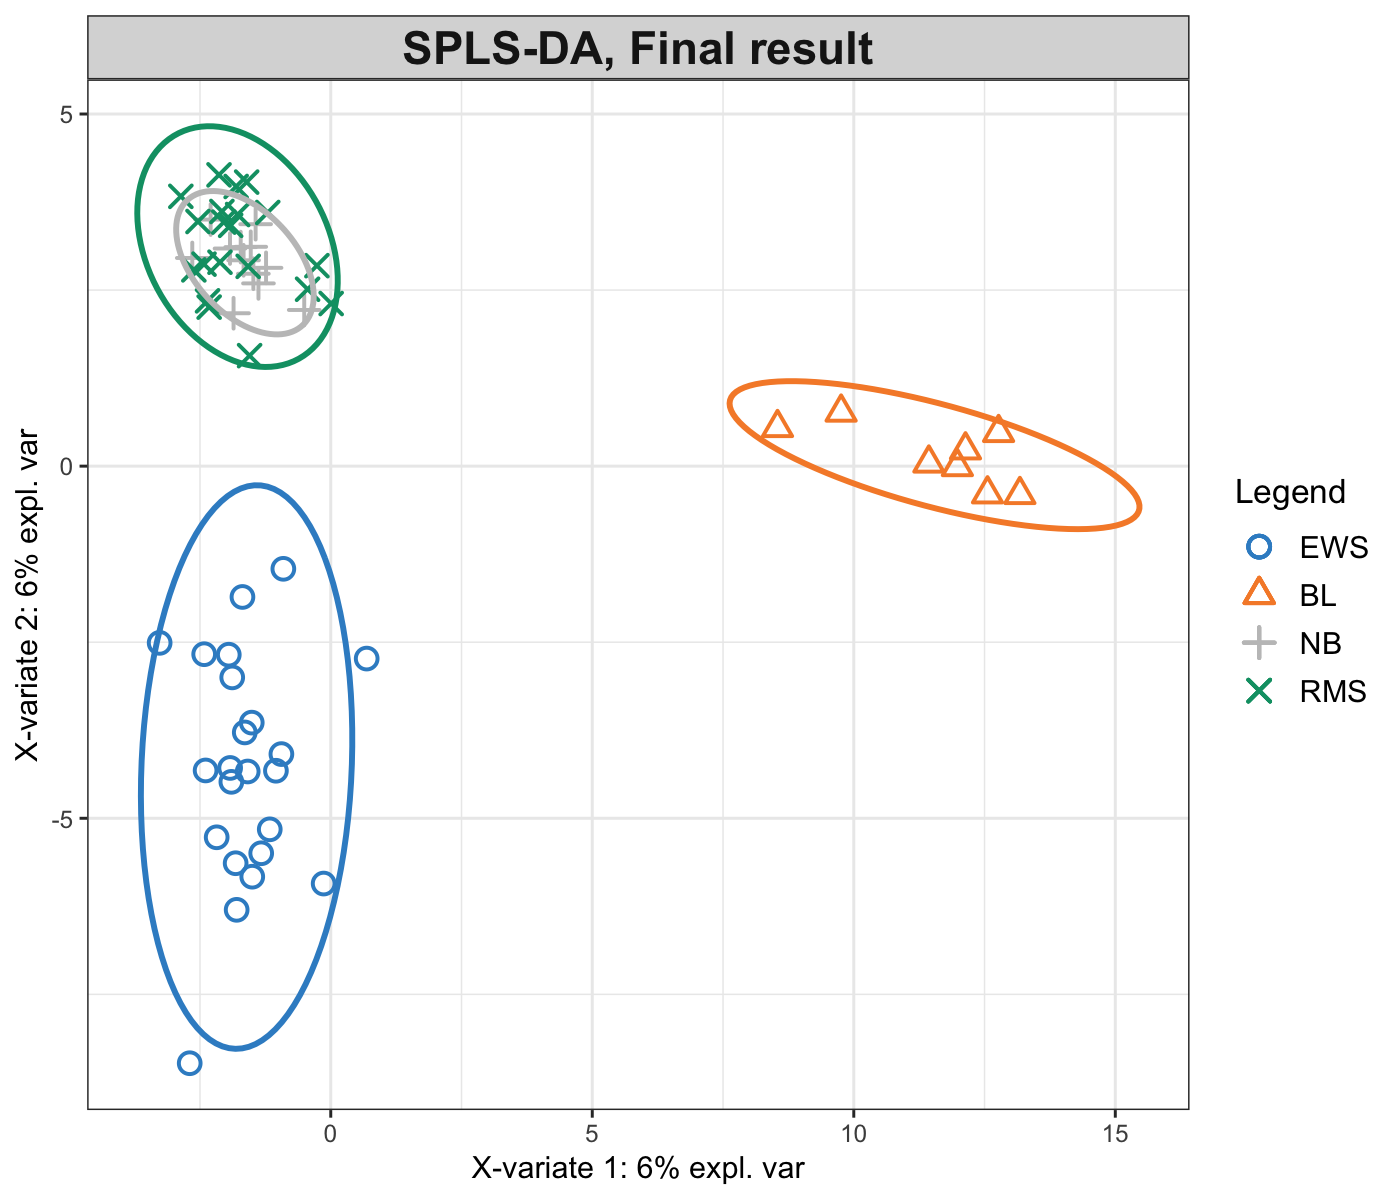 SPLS-DA, Final result
5
0
-5
X-variate 2: 6% expl. var
0
5
10
15
X-variate 1: 6% expl. var
Legend
EWS
BL
NB
RMS